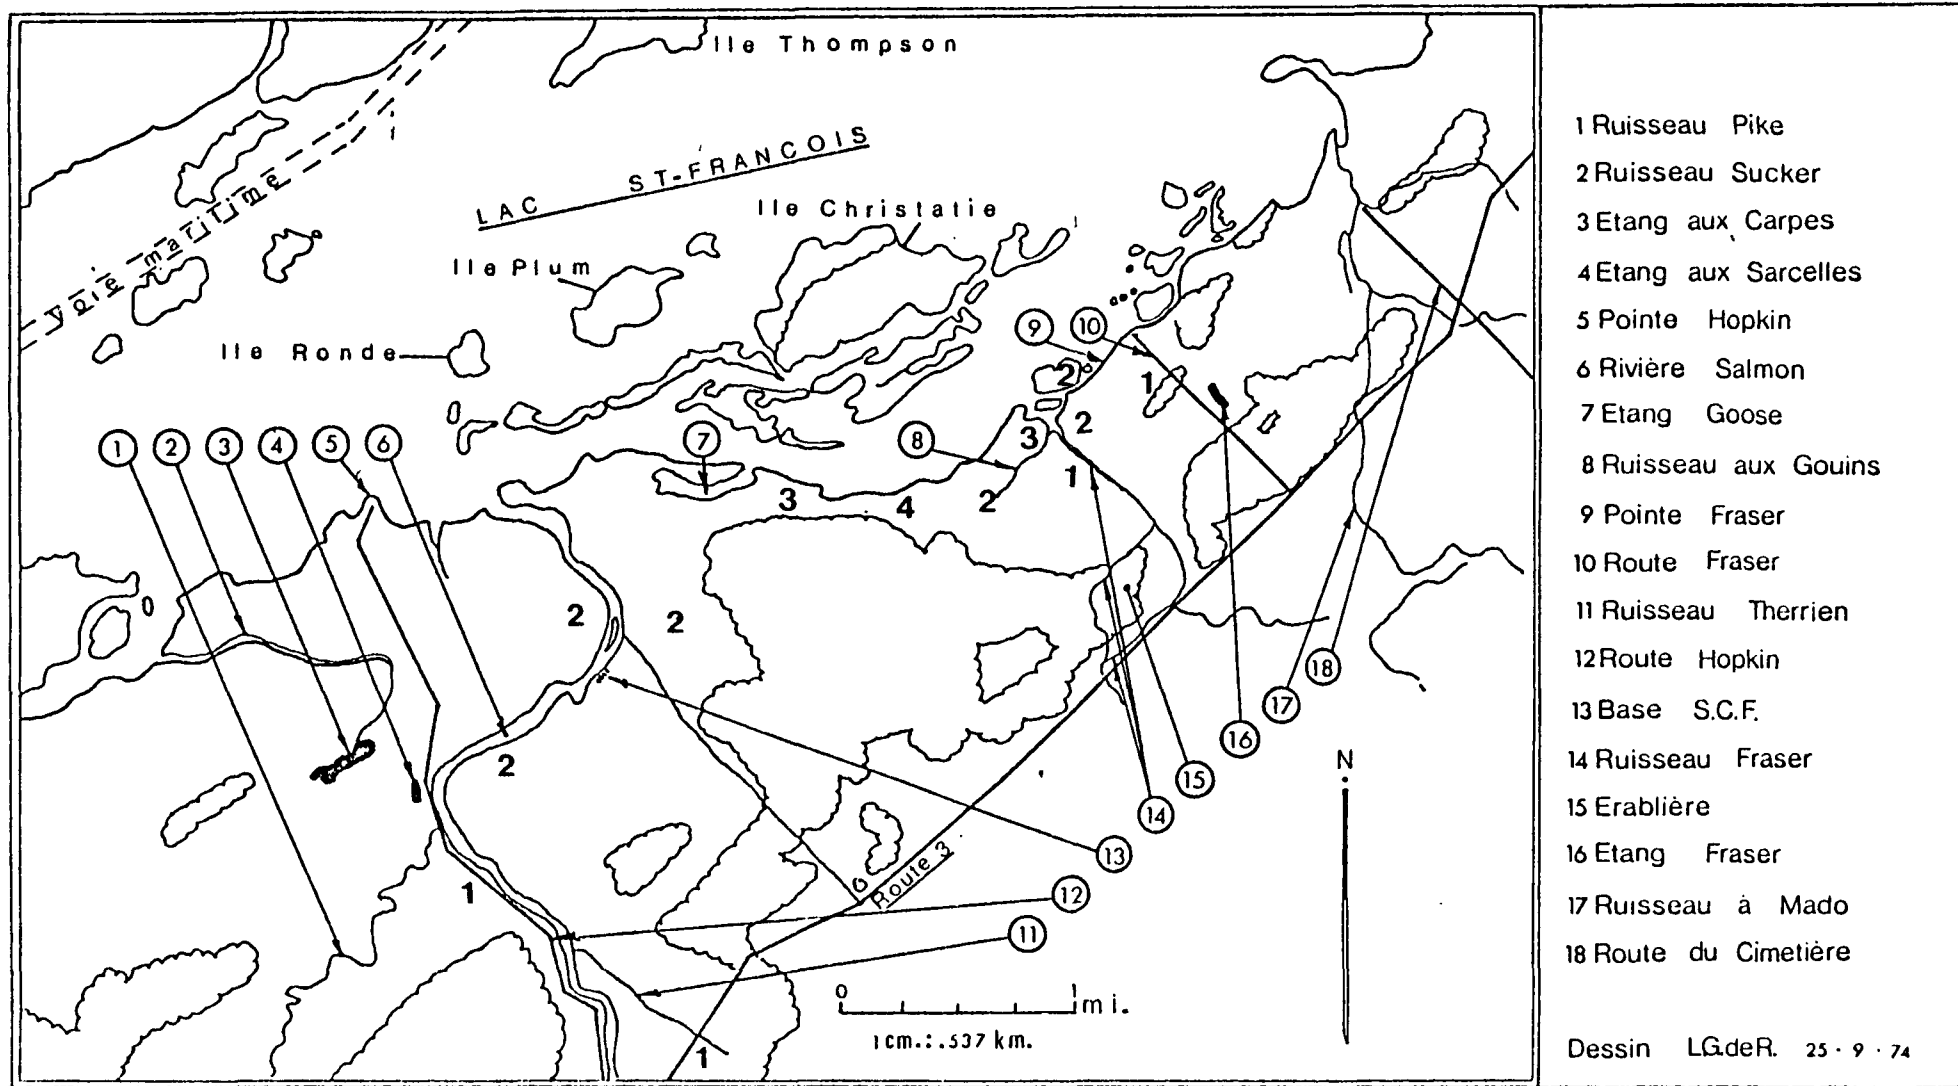 Ile Thompson
LAC ST-FRANCOIS
Voie maritime
Ile Christatie
Ile Plum
Ile Ronde
9 10
2
1
1 2 3 4 5 6 7 8
3 2
1
3 4 2
2 2
18
17
16
2
N
15
14
13
Route 3
1
12
11
0 1 mi.
1cm.:.537 km.
1
1 Ruisseau Pike
2 Ruisseau Sucker
3 Etang aux Carpes
4 Etang aux Sarcelles
5 Pointe Hopkin
6 Rivière Salmon
7 Etang Goose
8 Ruisseau aux Gouins
9 Pointe Fraser
10 Route Fraser
11 Ruisseau Therrien
12 Route Hopkin
13 Base S.C.F.
14 Ruisseau Fraser
15 Erablière
16 Etang Fraser
17 Ruisseau à Mado
18 Route du Cimetière
Dessin L.G.deR. 25 · 9 · 74